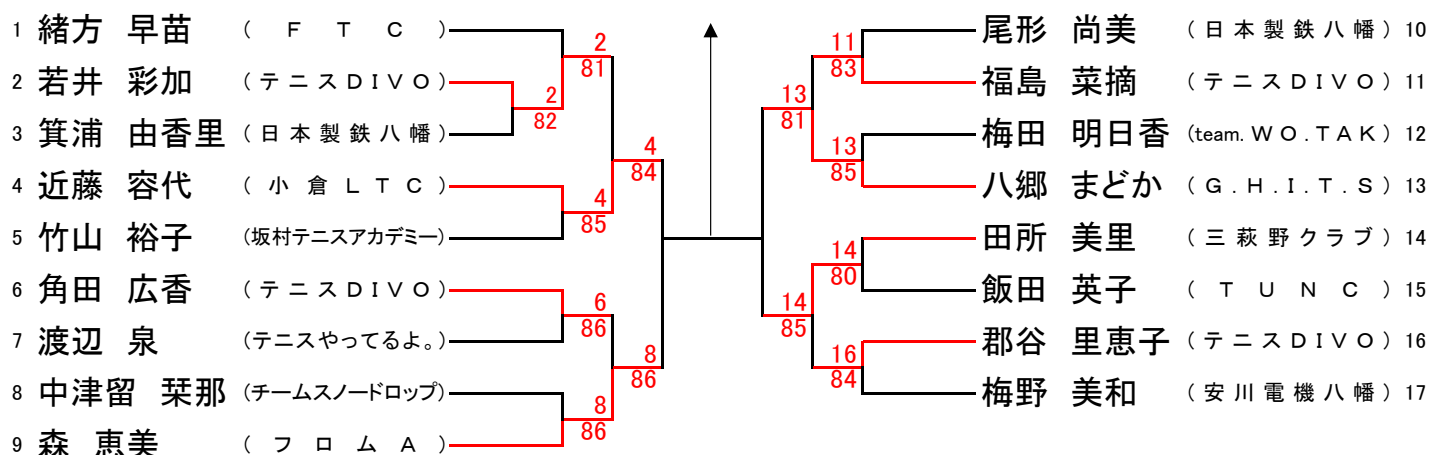 1 緒方 早苗 (FTC)
2 若井 彩加 (テニスDIVO)
3 箕浦 由香里 (日本製鉄八幡)
4 近藤 容代 (小倉LTC)
5 竹山 裕子 (坂村テニスアカデミー)
6 角田 広香 (テニスDIVO)
7 渡辺 泉 (テニスやってるよ。)
8 中津留 栞那 (チームスノードロップ)
9 森 恵美 (フロムA)
2
81
2
82
4
84
4
85
6
86
8
86
8
86
11
83
13
81
13
85
14
80
14
85
16
84
尾形 尚美 (日本製鉄八幡) 10
福島 菜摘 (テニスDIVO) 11
梅田 明日香 (team.WO.TAK) 12
八郷 まどか (G.H.I.T.S) 13
田所 美里 (三萩野クラブ) 14
飯田 英子 (TUNC) 15
郡谷 里恵子 (テニスDIVO) 16
梅野 美和 (安川電機八幡) 17